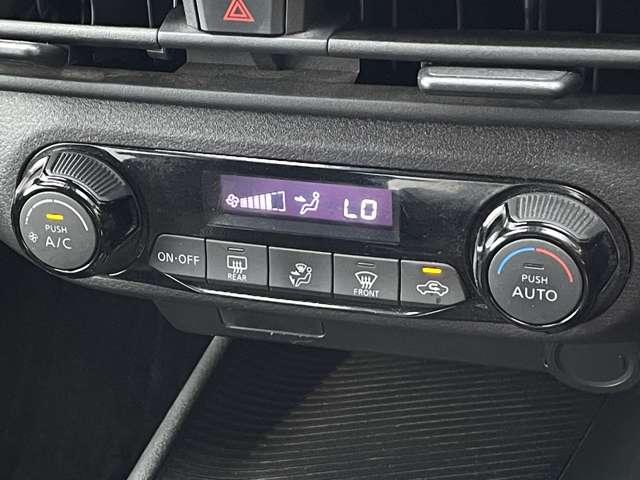 LO
PUSH
A/C
ON·OFF
REAR
FRONT
PUSH
AUTO